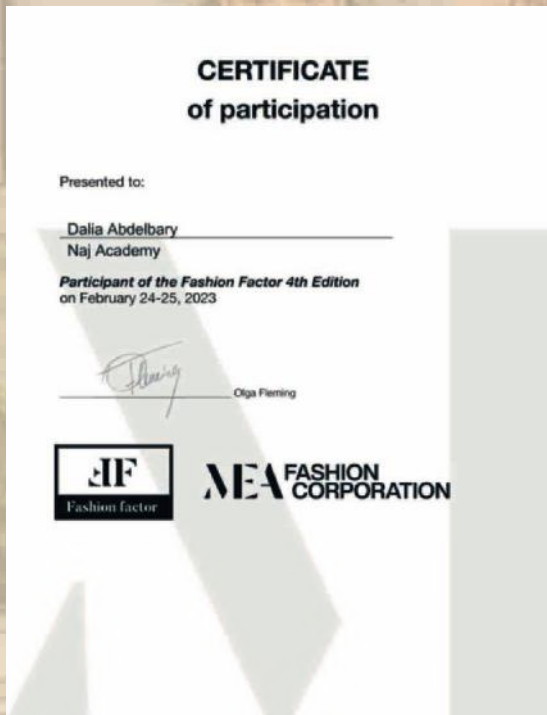 CERTIFICATE
of participation
Presented to:
Dalia Abdelbary
Naj Academy
Participant of the Fashion Factor 4th Edition
on February 24-25, 2023
Fleming
Olga Fleming
FF
Fashion factor
MEA FASHION
CORPORATION